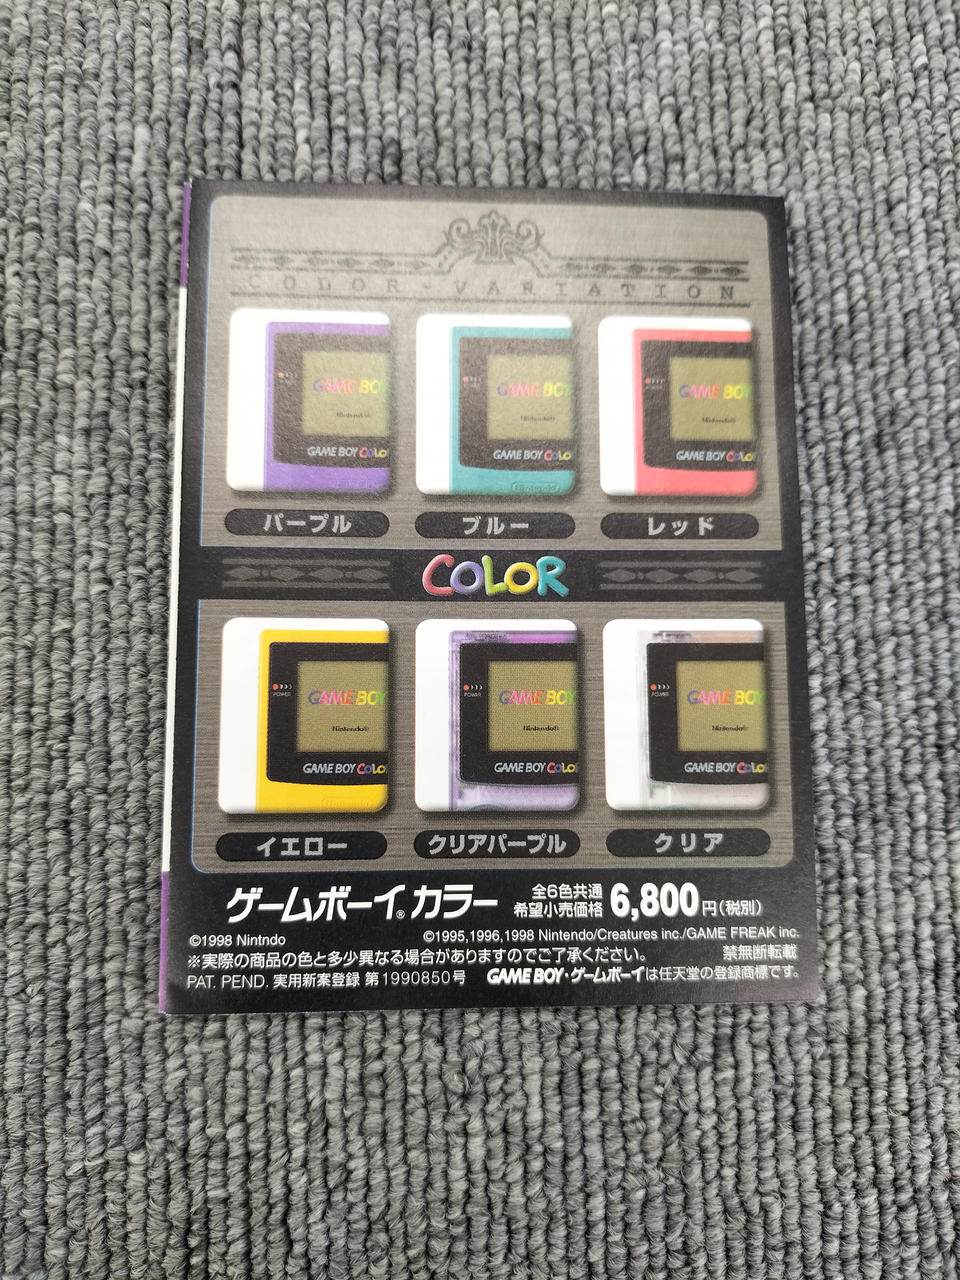 COLOR-VARIATION
GAME BOY
Nintendo®
GAME BOY COLO
GAME BOY
Nintendo®
GAME BOY COLO
Nintendo
GAME BOY
Nintendo®
GAME BOY COLO
パープル
ブルー
レッド
COLOR
POWER
GAME BOY
Nintendo®
GAME BOY COLO
POWER
GAME BOY
Nintendo®
GAME BOY COLO
POWER
GAME BOY
Nintendo®
GAME BOY COLO
イエロー
クリアパープル
クリア
ゲームボーイ® カラー 全6色共通 希望小売価格 6,800円(税別)
©1998 Nintndo ©1995,1996,1998 Nintendo/Creatures inc./GAME FREAK inc.
※実際の商品の色と多少異なる場合がありますのでご了承ください。 禁無断転載
PAT. PEND. 実用新案登録 第1990850号 GAME BOY・ゲームボーイは任天堂の登録商標です。